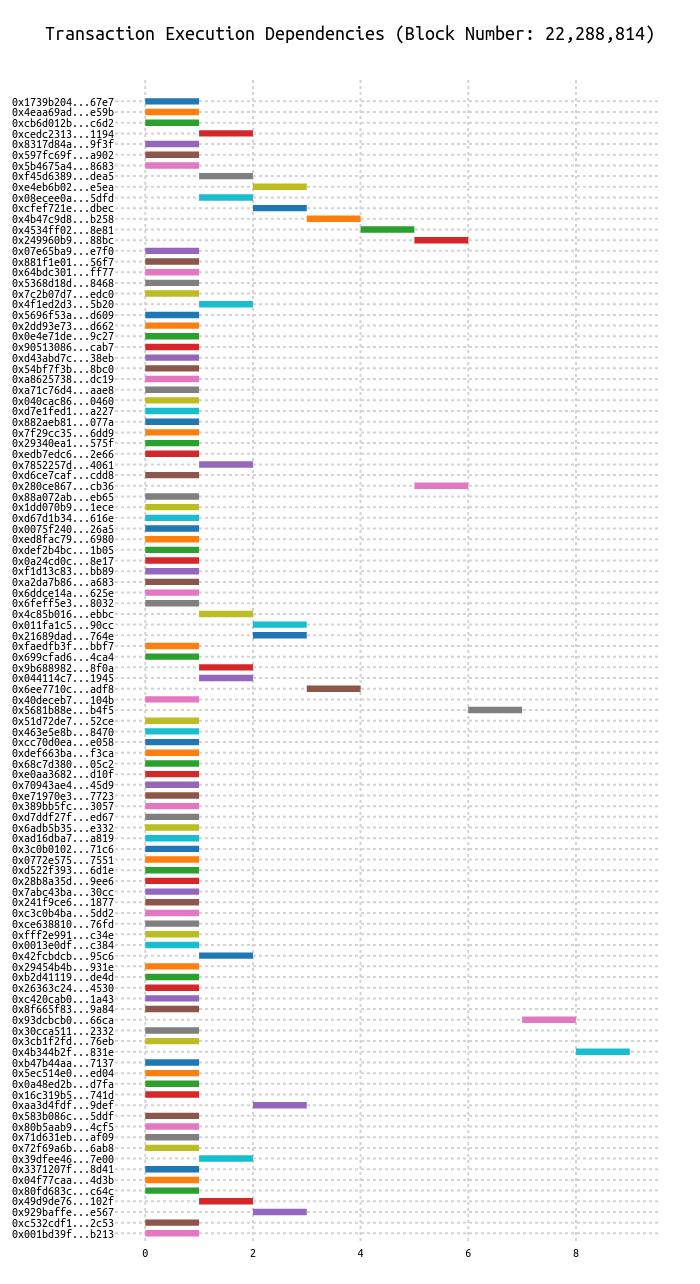 Transaction Execution Dependencies (Block Number: 22,288,814)
0x1739b204...67e7
0x4eaa69ad...e59b
0xcb6d012b...c6d2
0xcedc2313...1194
0x8317d84a...9f3f
0x597fc69f...a902
0x5b4675a4...8683
0xf45d6389...dea5
0xe4eb6b02...e5ea
0x08ecee0a...5dfd
0xcfef721e...dbec
0x4b47c9d8...b258
0x4534ff02...8e81
0x249960b9...88bc
0x07e65ba9...e7f0
0x881f1e01...56f7
0x64bdc301...ff77
0x5368d18d...8468
0x7c2b07d7...edc0
0x4f1ed2d3...5b20
0x5696f53a...d609
0x2dd93e73...d662
0x0e4e71de...9c27
0x90513086...cab7
0xd43abd7c...38eb
0x54bf7f3b...8bc0
0xa8625738...dc19
0xa71c76d4...aae8
0x040cac86...0460
0xd7e1fed1...a227
0x882aeb81...077a
0x7f29cc35...6dd9
0x29340ea1...575f
0xedb7edc6...2e66
0x7852257d...4061
0xd6ce7caf...cdd8
0x280ce867...cb36
0x88a072ab...eb65
0x1dd070b9...1ece
0xd67d1b34...616e
0x0075f240...26a5
0xed8fac79...6980
0xdef2b4bc...1b05
0x0a24cd0c...8e17
0xf1d13c83...bb89
0xa2da7b86...a683
0x6ddce14a...625e
0x6feff5e3...8032
0x4c85b016...ebbc
0x011fa1c5...90cc
0x21689dad...764e
0xfaedfb3f...bbf7
0x699cfad6...4ca4
0x9b688982...8f0a
0x044114c7...1945
0x6ee7710c...adf8
0x40deceb7...104b
0x5681b88e...b4f5
0x51d72de7...52ce
0x463e5e8b...8470
0xcc70d0ea...e058
0xdef663ba...f3ca
0x68c7d380...05c2
0xe0aa3682...d10f
0x70943ae4...45d9
0xe71970e3...7723
0x389bb5fc...3057
0xd7ddf27f...ed67
0x6adb5b35...e332
0xad16dba7...a819
0x3c0b0102...71c6
0x0772e575...7551
0xd522f393...6d1e
0x28b8a35d...9ee6
0x7abc43ba...30cc
0x241f9ce6...1877
0xc3c0b4ba...5dd2
0xce638810...76fd
0xfff2e991...c34e
0x0013e0df...c384
0x42fcbdcb...95c6
0x29454b4b...931e
0xb2d41119...de4d
0x26363c24...4530
0xc420cab0...1a43
0x8f665f83...9a84
0x93dcbcb0...66ca
0x30cca511...2332
0x3cb1f2fd...76eb
0x4b344b2f...831e
0xb47b44aa...7137
0x5ec514e0...ed04
0x0a48ed2b...d7fa
0x16c319b5...741d
0xaa3d4fdf...9def
0x583b086c...5ddf
0x80b5aab9...4cf5
0x71d631eb...af09
0x72f69a6b...6ab8
0x39dfee46...7e00
0x3371207f...8d41
0x04f77caa...4d3b
0x80fd683c...c64c
0x49d9de76...102f
0x929baffe...e567
0xc532cdf1...2c53
0x001bd39f...b213
0 2 4 6 8